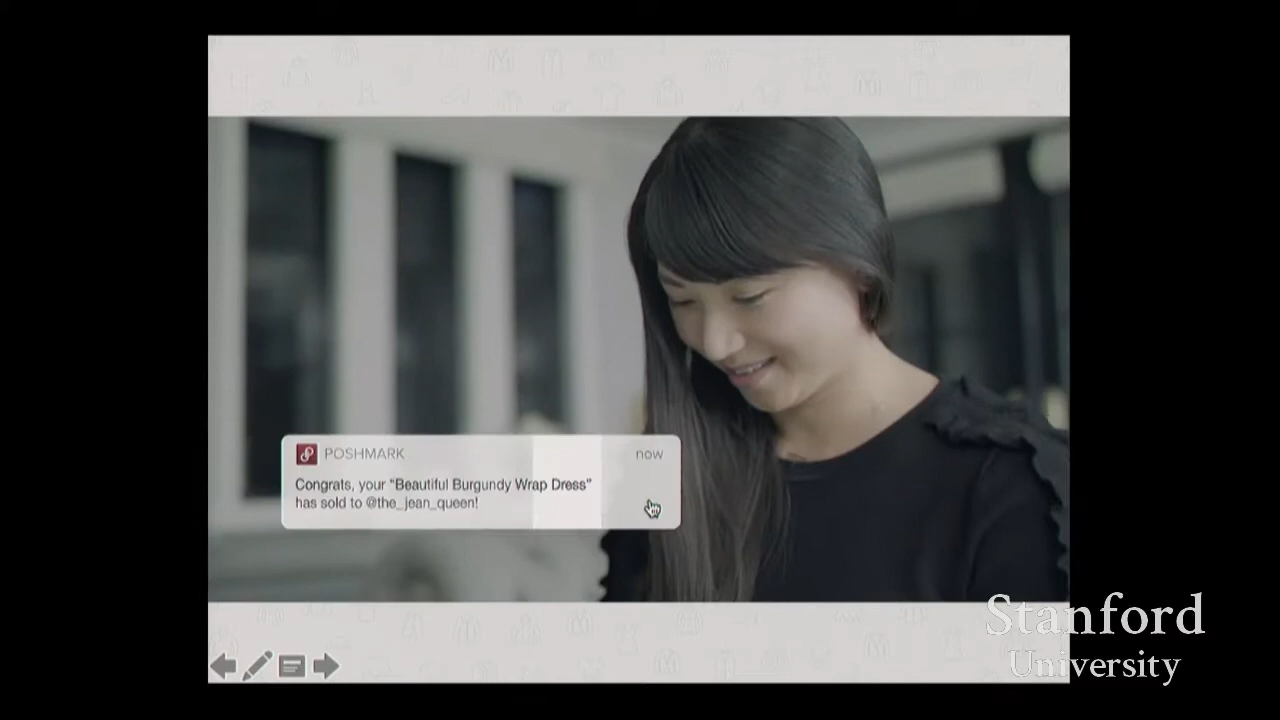 POSHMARK
now
Congrats, your “Beautiful Burgundy Wrap Dress”
has sold to @the_jean_queen!
Stanford
University